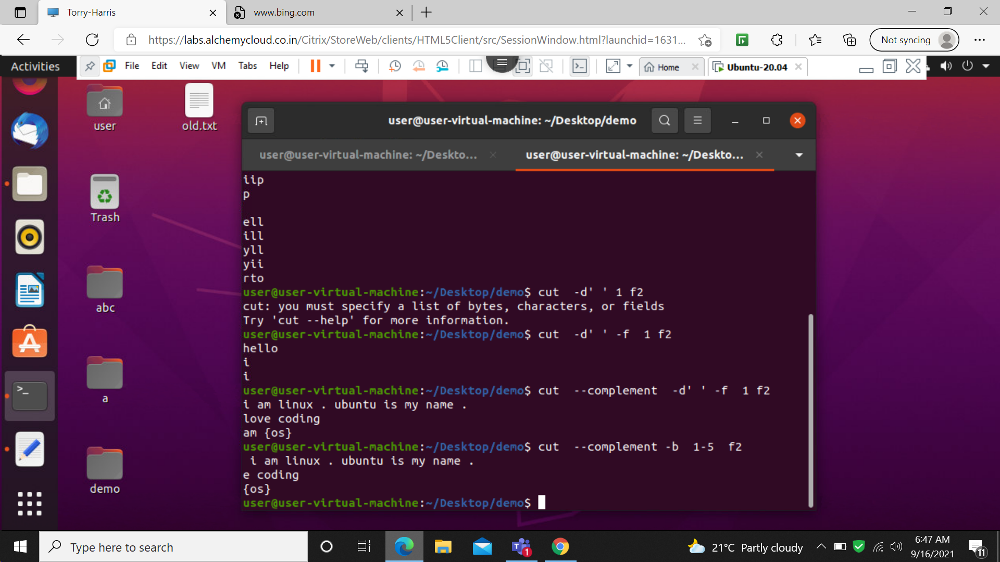 Torry-Harris
www.bing.com
https://labs.alchemycloud.co.in/Citrix/StoreWeb/clients/HTML5Client/src/SessionWindow.html?launchid=1631...
Not syncing
Activities
File Edit View VM Tabs Help
Home
Ubuntu-20.04
user
old.txt
Trash
abc
a
demo
user@user-virtual-machine: ~/Desktop/demo
user@user-virtual-machine: ~/Deskto...
user@user-virtual-machine: ~/Deskto...
iip
p
ell
ill
yll
yii
rto
user@user-virtual-machine:~/Desktop/demo$ cut  -d' ' 1 f2
cut: you must specify a list of bytes, characters, or fields
Try 'cut --help' for more information.
user@user-virtual-machine:~/Desktop/demo$ cut  -d' ' -f  1 f2
hello
i
i
user@user-virtual-machine:~/Desktop/demo$ cut  --complement  -d' ' -f  1 f2
i am linux . ubuntu is my name .
love coding
am {os}
user@user-virtual-machine:~/Desktop/demo$ cut  --complement -b  1-5  f2
 i am linux . ubuntu is my name .
e coding
{os}
user@user-virtual-machine:~/Desktop/demo$
Type here to search
1
21°C Partly cloudy
6:47 AM
9/16/2021
11